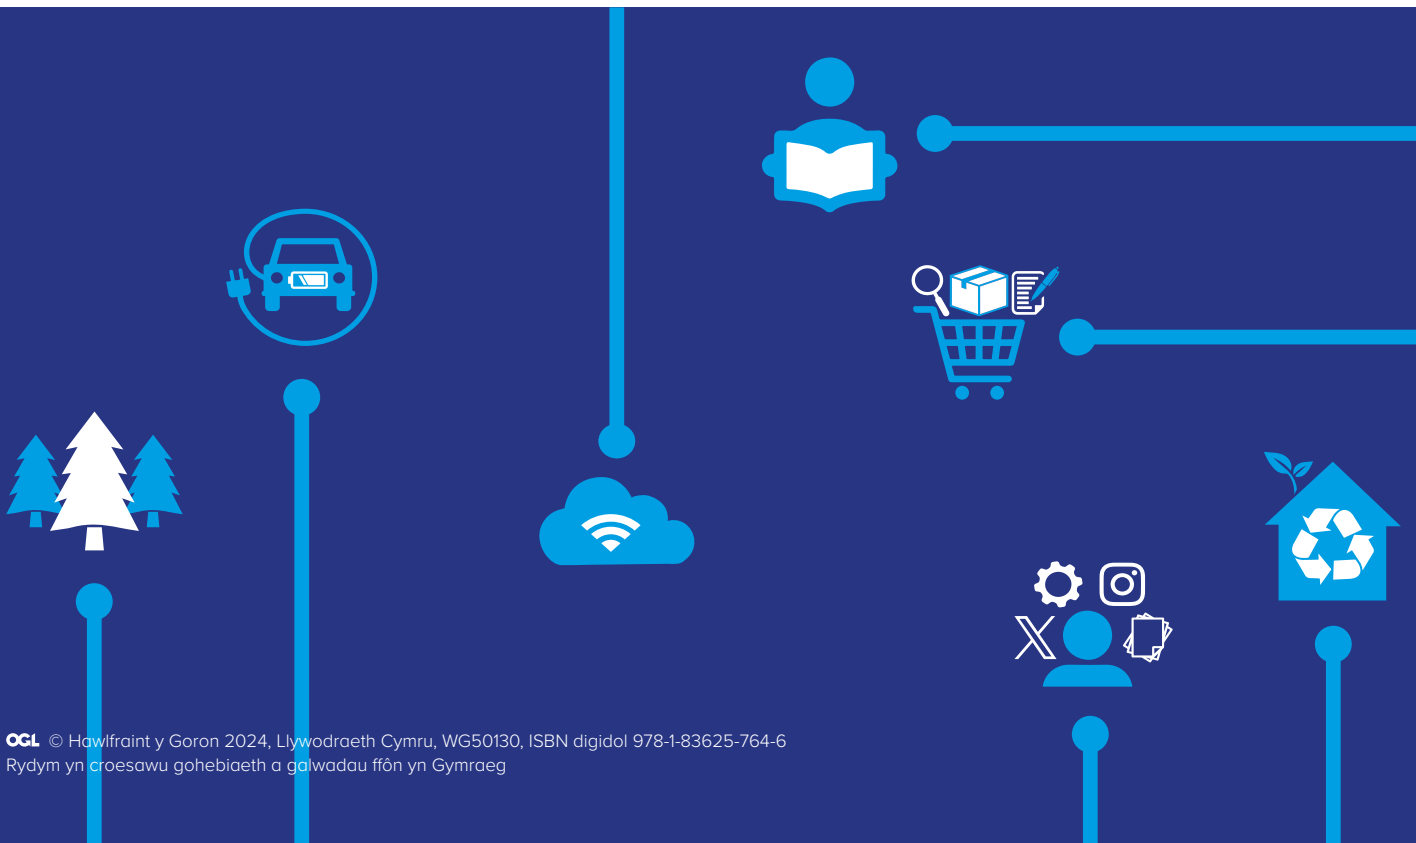 OGL © Hawlfraint y Goron 2024, Llywodraeth Cymru, WG50130, ISBN digidol 978-1-83625-764-6
Rydym yn croesawu gohebiaeth a galwadau ffôn yn Gymraeg